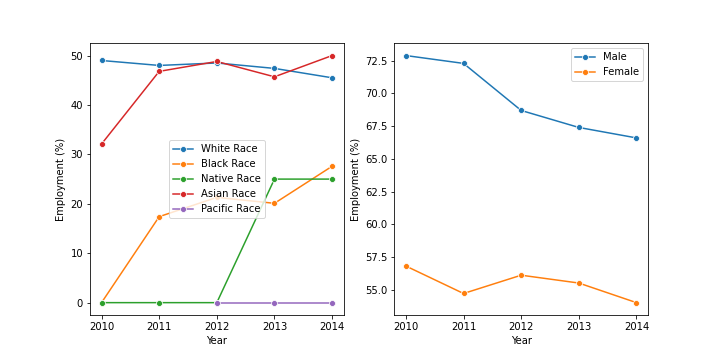 50
40
30
20
10
0
Employment (%)
White Race
Black Race
Native Race
Asian Race
Pacific Race
2010 2011 2012 2013 2014
Year
72.5
70.0
67.5
65.0
62.5
60.0
57.5
55.0
Employment (%)
Male
Female
2010 2011 2012 2013 2014
Year